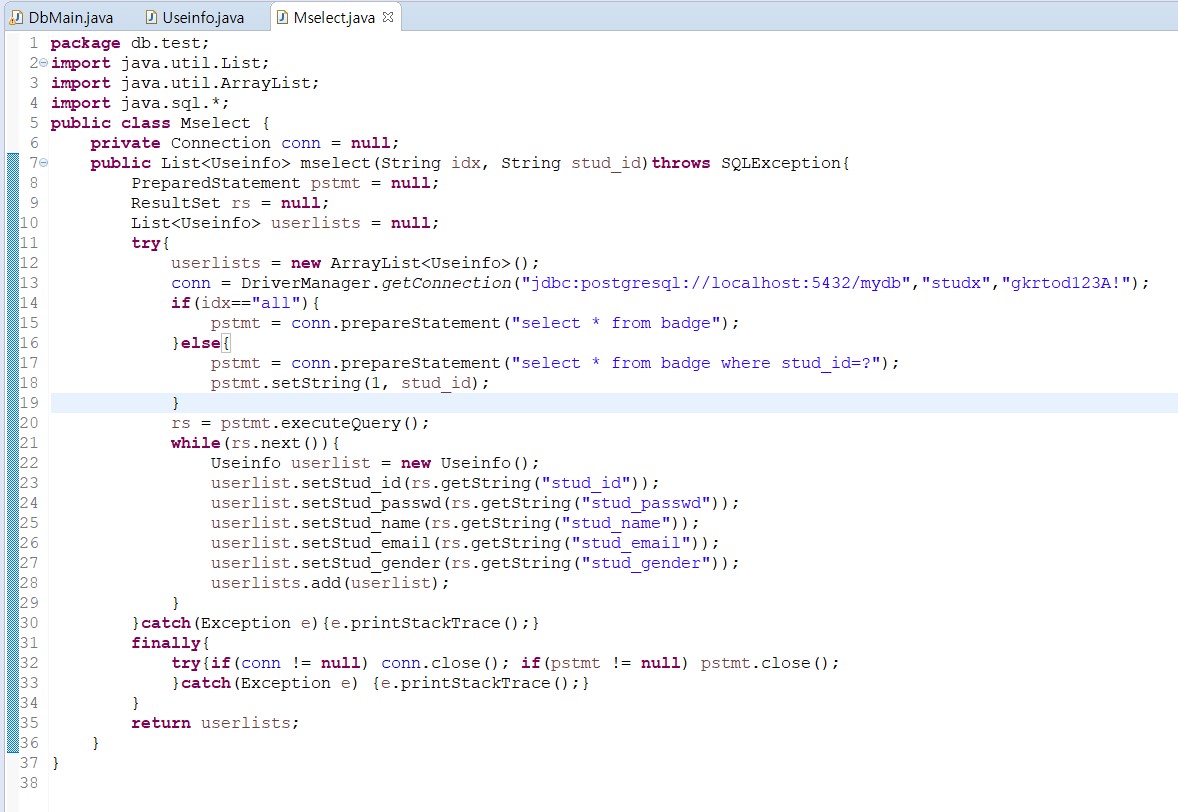 DbMain.java Useinfo.java Mselect.java
1 package db.test;
2 import java.util.List;
3 import java.util.ArrayList;
4 import java.sql.*;
5 public class Mselect {
6     private Connection conn = null;
7     public List<Useinfo> mselect(String idx, String stud_id)throws SQLException{
8         PreparedStatement pstmt = null;
9         ResultSet rs = null;
10         List<Useinfo> userlists = null;
11         try{
12             userlists = new ArrayList<Useinfo>();
13             conn = DriverManager.getConnection("jdbc:postgresql://localhost:5432/mydb","studx","gkrtod123A!");
14             if(idx=="all"){
15                 pstmt = conn.prepareStatement("select * from badge");
16             }else{
17                 pstmt = conn.prepareStatement("select * from badge where stud_id=?");
18                 pstmt.setString(1, stud_id);
19             }
20             rs = pstmt.executeQuery();
21             while(rs.next()){
22                 Useinfo userlist = new Useinfo();
23                 userlist.setStud_id(rs.getString("stud_id"));
24                 userlist.setStud_passwd(rs.getString("stud_passwd"));
25                 userlist.setStud_name(rs.getString("stud_name"));
26                 userlist.setStud_email(rs.getString("stud_email"));
27                 userlist.setStud_gender(rs.getString("stud_gender"));
28                 userlists.add(userlist);
29             }
30         }catch(Exception e){e.printStackTrace();}
31         finally{
32             try{if(conn != null) conn.close(); if(pstmt != null) pstmt.close();
33             }catch(Exception e) {e.printStackTrace();}
34         }
35         return userlists;
36     }
37 }
38